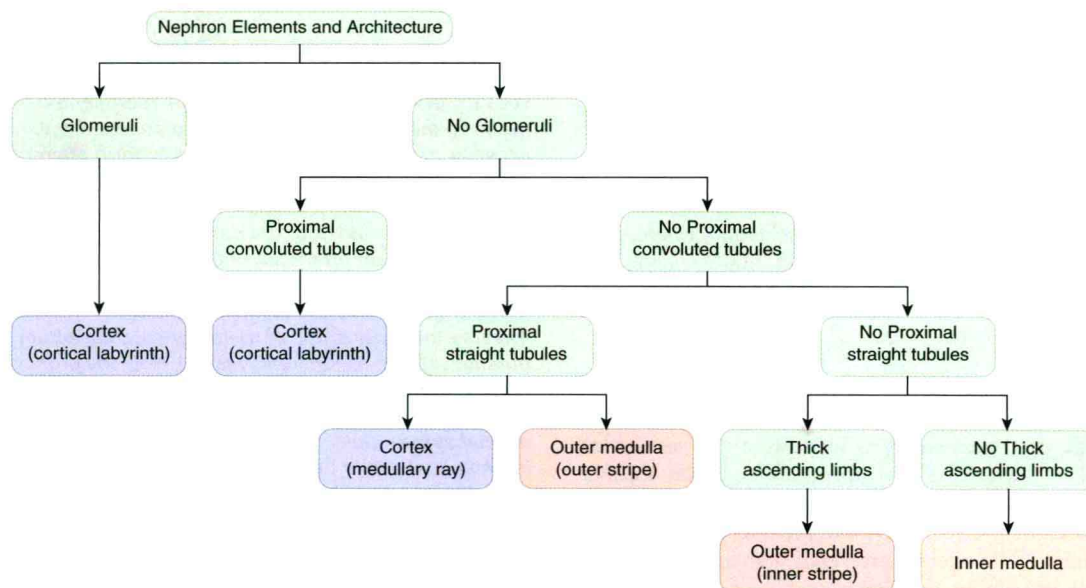 Nephron Elements and Architecture
Glomeruli
No Glomeruli
Proximal
convoluted tubules
No Proximal
convoluted tubules
Cortex
(cortical labyrinth)
Cortex
(cortical labyrinth)
Proximal
straight tubules
No Proximal
straight tubules
Cortex
(medullary ray)
Outer medulla
(outer stripe)
Thick
ascending limbs
No Thick
ascending limbs
Outer medulla
(inner stripe)
Inner medulla